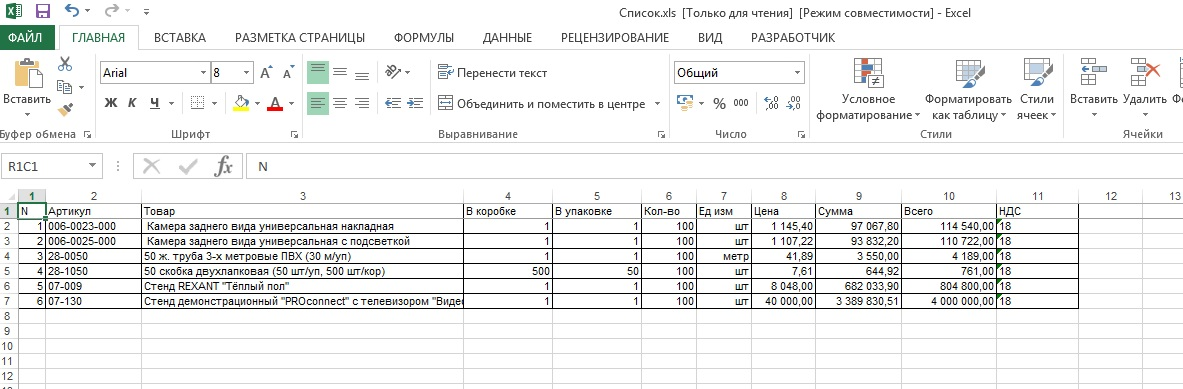 Список.xls [Только для чтения] [Режим совместимости] - Excel
ФАЙЛ ГЛАВНАЯ ВСТАВКА РАЗМЕТКА СТРАНИЦЫ ФОРМУЛЫ ДАННЫЕ РЕЦЕНЗИРОВАНИЕ ВИД РАЗРАБОТЧИК
Arial 8 Перенести текст Общий
Вставить Ж К Ч Объединить и поместить в центре % 000 Условное форматирование Форматировать как таблицу Стили ячеек Вставить Удалить
Буфер обмена Шрифт Выравнивание Число Стили Ячейки
R1C1 fx N
1 2 3 4 5 6 7 8 9 10 11 12 13
1 N Артикул Товар В коробке В упаковке Кол-во Ед изм Цена Сумма Всего НДС
2 1 006-0023-000 Камера заднего вида универсальная накладная 1 1 100 шт 1 145,40 97 067,80 114 540,00 18
3 2 006-0025-000 Камера заднего вида универсальная с подсветкой 1 1 100 шт 1 107,22 93 832,20 110 722,00 18
4 3 28-0050 50 ж. труба 3-х метровые ПВХ (30 м/уп) 1 1 100 метр 41,89 3 550,00 4 189,00 18
5 4 28-1050 50 скобка двухлапковая (50 шт/уп, 500 шт/кор) 500 50 100 шт 7,61 644,92 761,00 18
6 5 07-009 Стенд REXANT "Тёплый пол" 1 1 100 шт 8 048,00 682 033,90 804 800,00 18
7 6 07-130 Стенд демонстрационный "PROconnect" с телевизором "Видео 1 1 100 шт 40 000,00 3 389 830,51 4 000 000,00 18
8
9
10
11
12